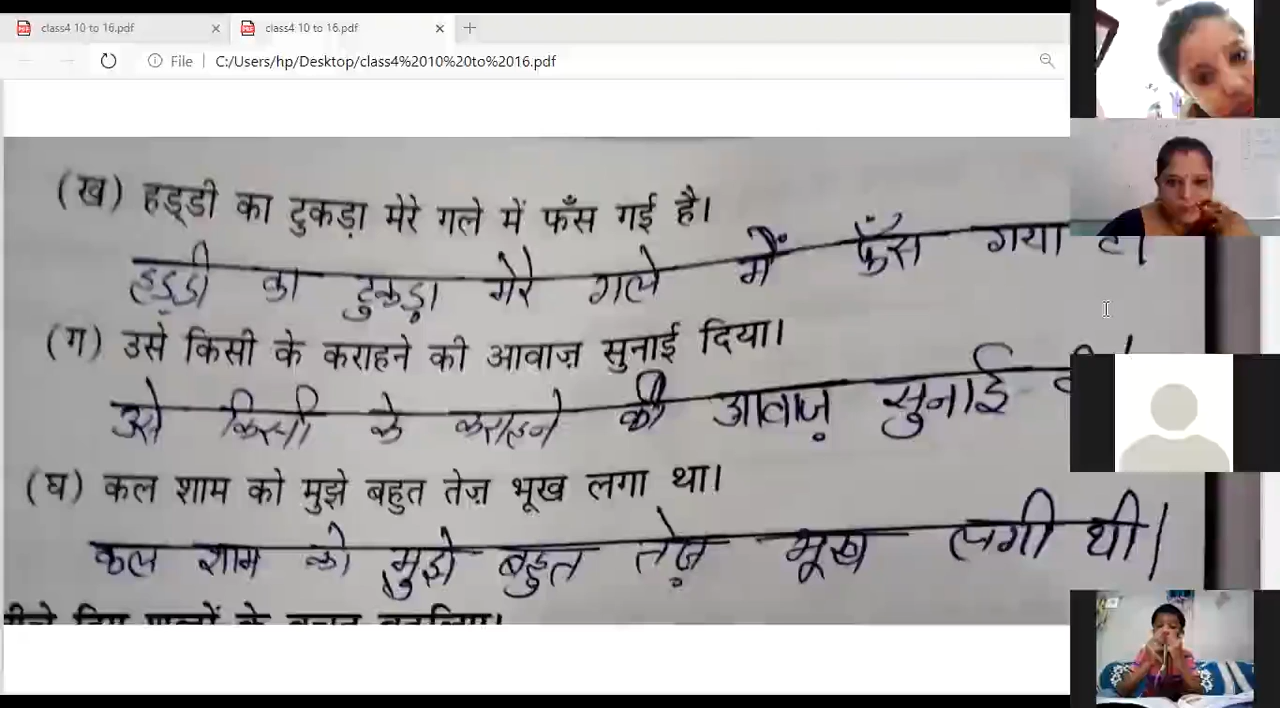 class4 10 to 16.pdf
class4 10 to 16.pdf
File C:/Users/hp/Desktop/class4%2010%20to%2016.pdf
(ख) हड्डी का टुकड़ा मेरे गले में फँस गई है।
हड्डी का टुकड़ा मेरे गले में फँस गया
(ग) उसे किसी के कराहने की आवाज़ सुनाई दिया।
उसे किसी के कराहने की आवाज़ सुनाई
(घ) कल शाम को मुझे बहुत तेज़ भूख लगा था।
कल शाम को मुझे बहुत तेज़ भूख लगी थी।